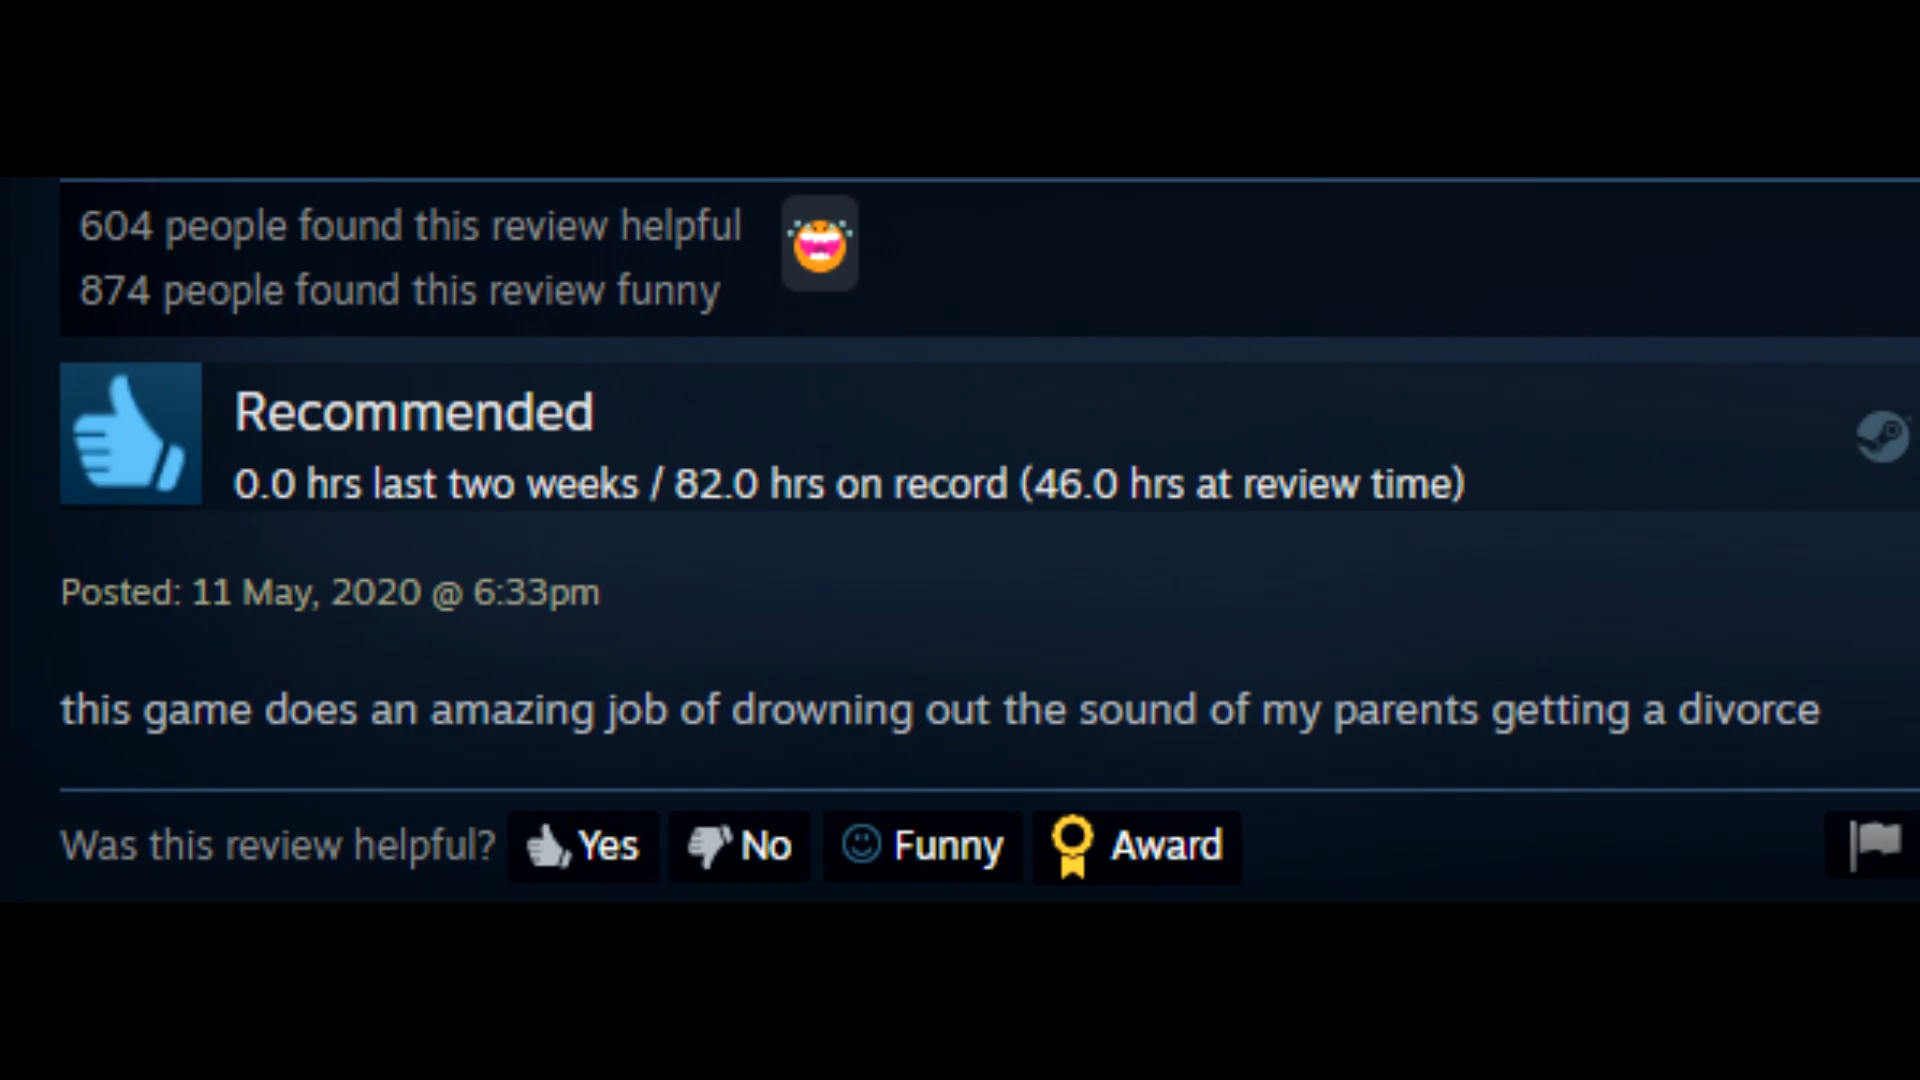 604 people found this review helpful
874 people found this review funny
Recommended
0.0 hrs last two weeks / 82.0 hrs on record (46.0 hrs at review time)
Posted: 11 May, 2020 @ 6:33pm
this game does an amazing job of drowning out the sound of my parents getting a divorce
Was this review helpful? Yes No Funny Award